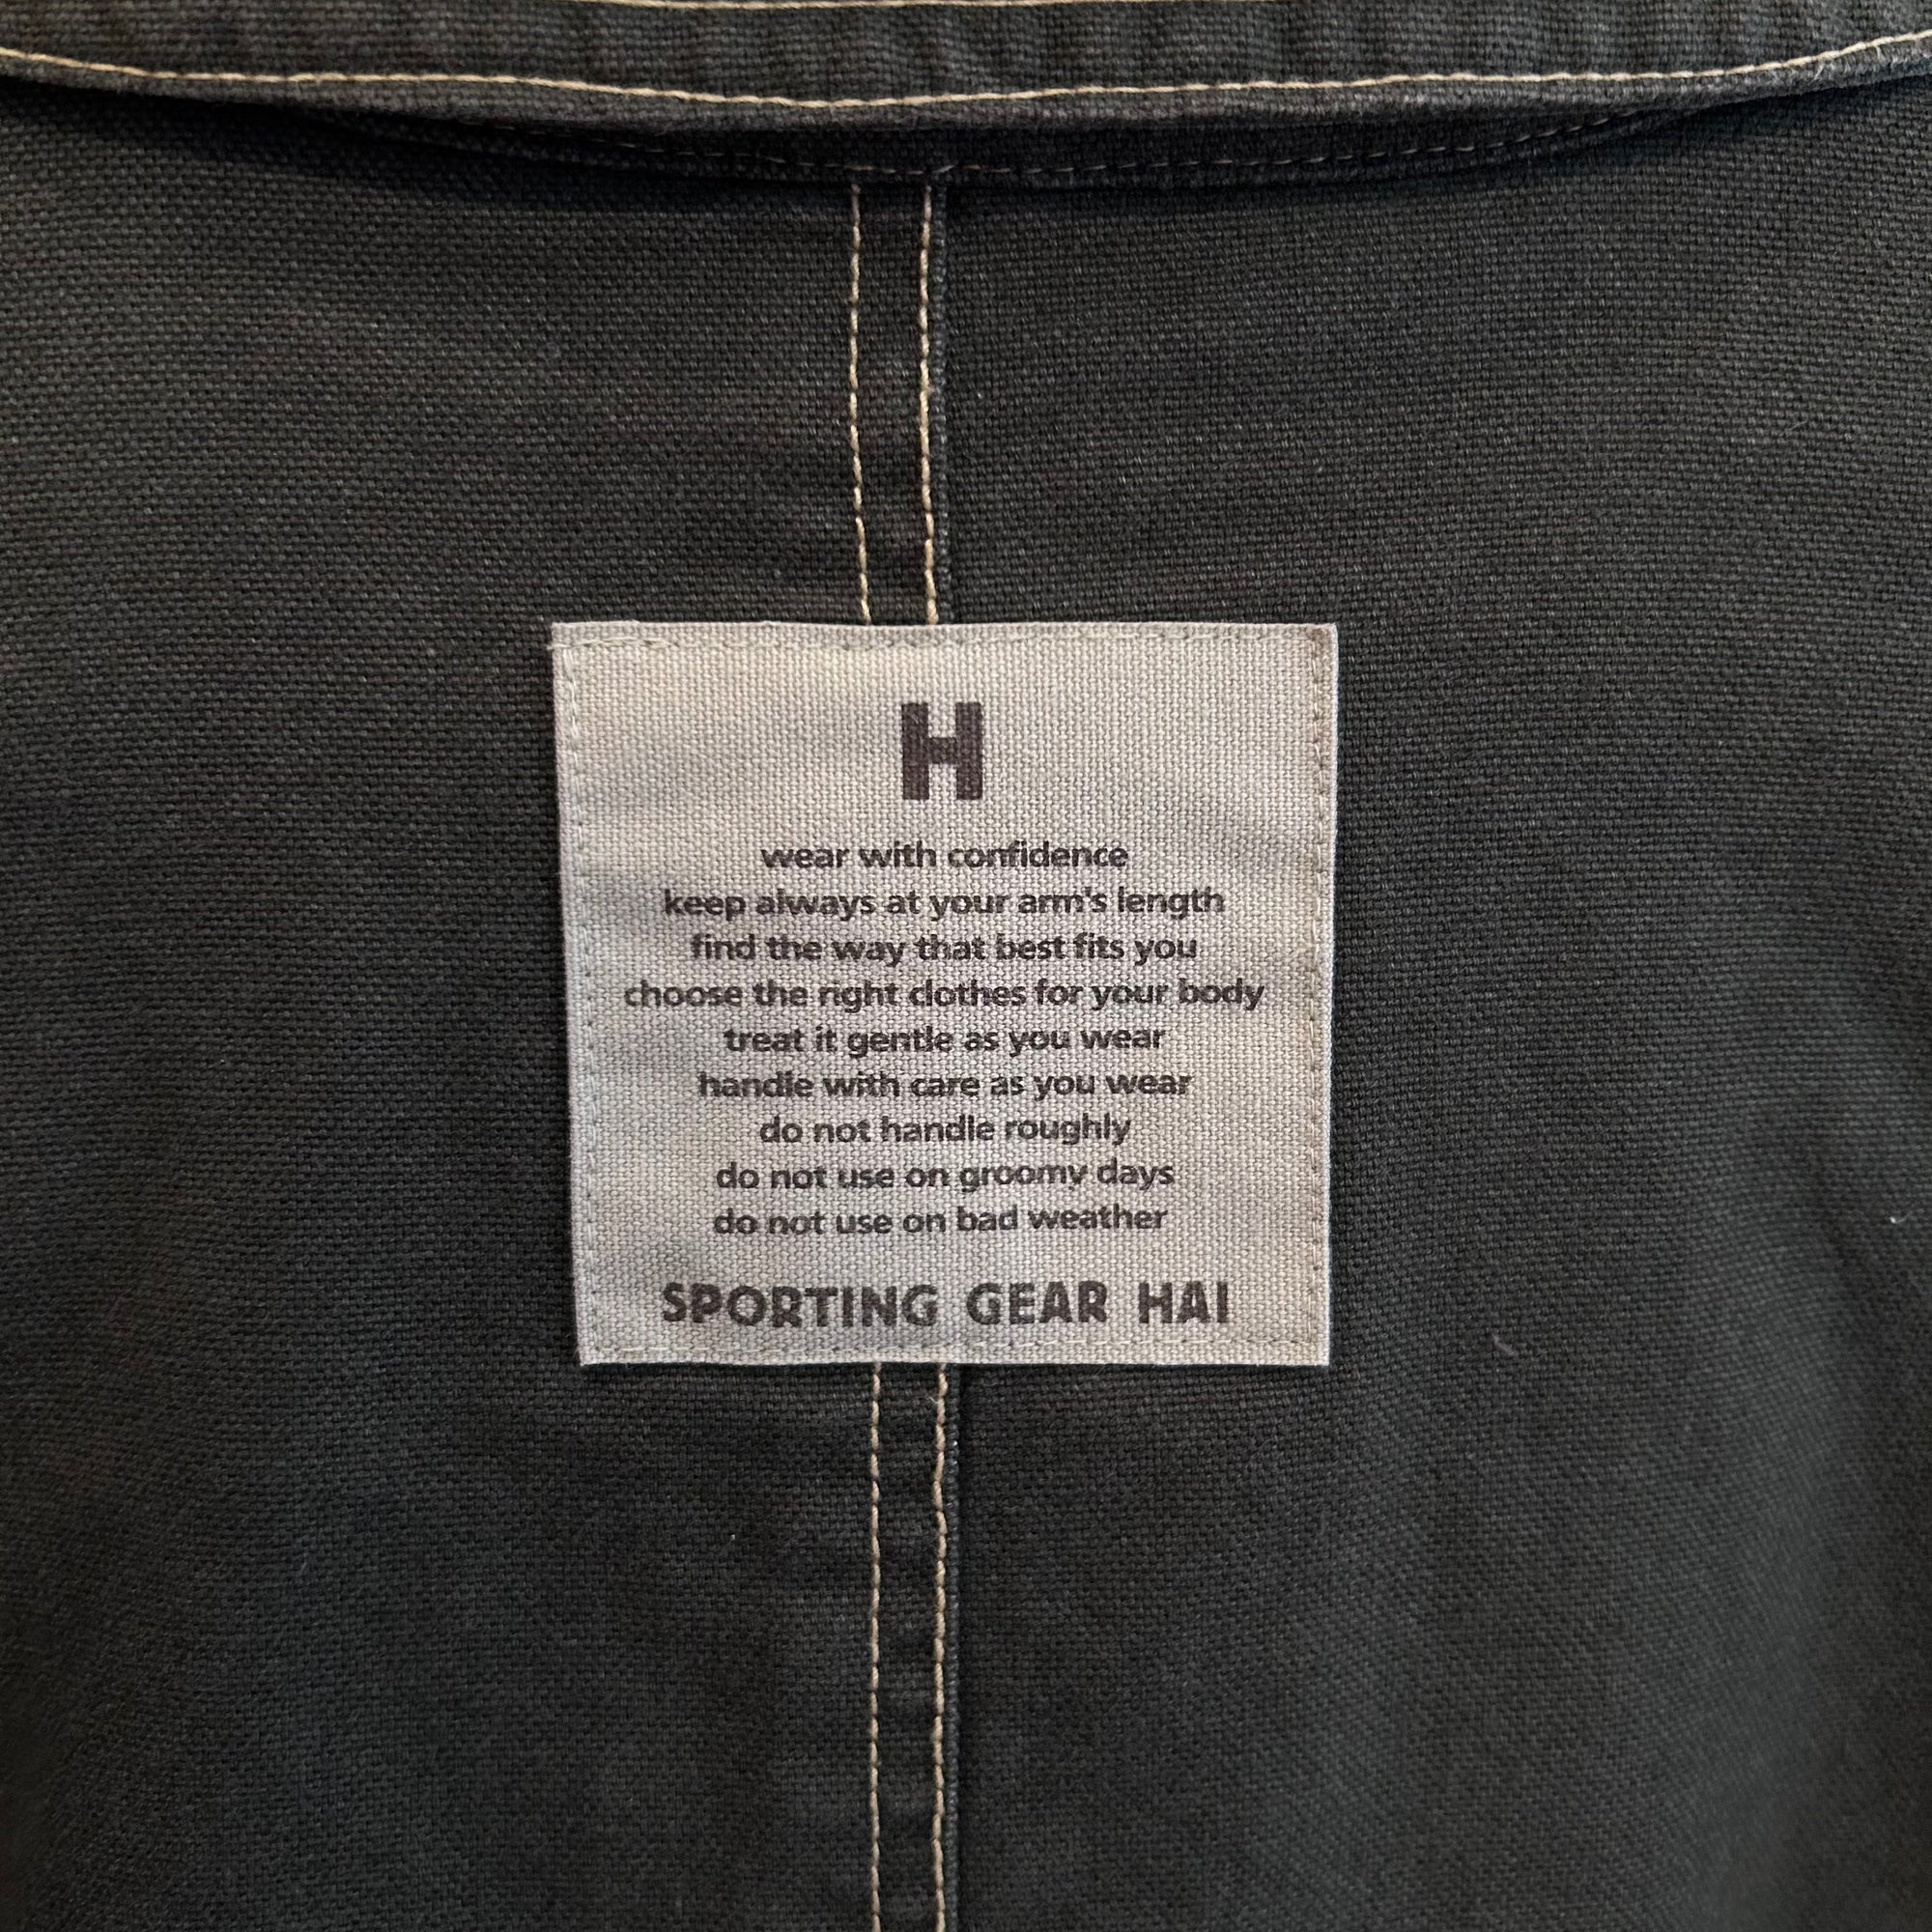 H
wear with confidence
keep always at your arm's length
find the way that best fits you
choose the right clothes for your body
treat it gentle as you wear
handle with care as you wear
do not handle roughly
do not use on groomy days
do not use on bad weather
SPORTING GEAR HAI